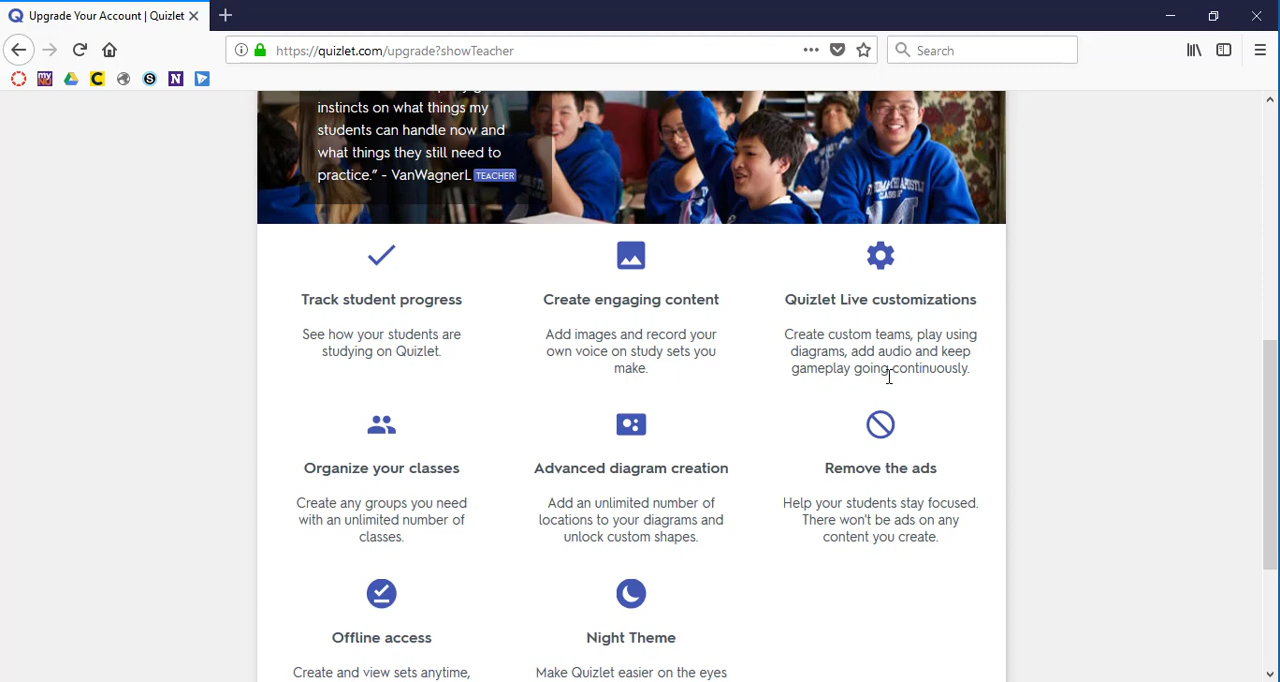 Upgrade Your Account | Quizlet
https://quizlet.com/upgrade?showTeacher
Search
my NC
C
S
N
instincts on what things my
students can handle now and
what things they still need to
practice.” - VanWagnerL TEACHER
Track student progress
See how your students are
studying on Quizlet.
Create engaging content
Add images and record your
own voice on study sets you
make.
Quizlet Live customizations
Create custom teams, play using
diagrams, add audio and keep
gameplay going continuously.
Organize your classes
Create any groups you need
with an unlimited number of
classes.
Advanced diagram creation
Add an unlimited number of
locations to your diagrams and
unlock custom shapes.
Remove the ads
Help your students stay focused.
There won't be ads on any
content you create.
Offline access
Create and view sets anytime,
Night Theme
Make Quizlet easier on the eyes